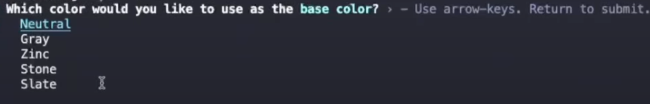 Which color would you like to use as the base color? › - Use arrow-keys. Return to submit.
Neutral
Gray
Zinc
Stone
Slate